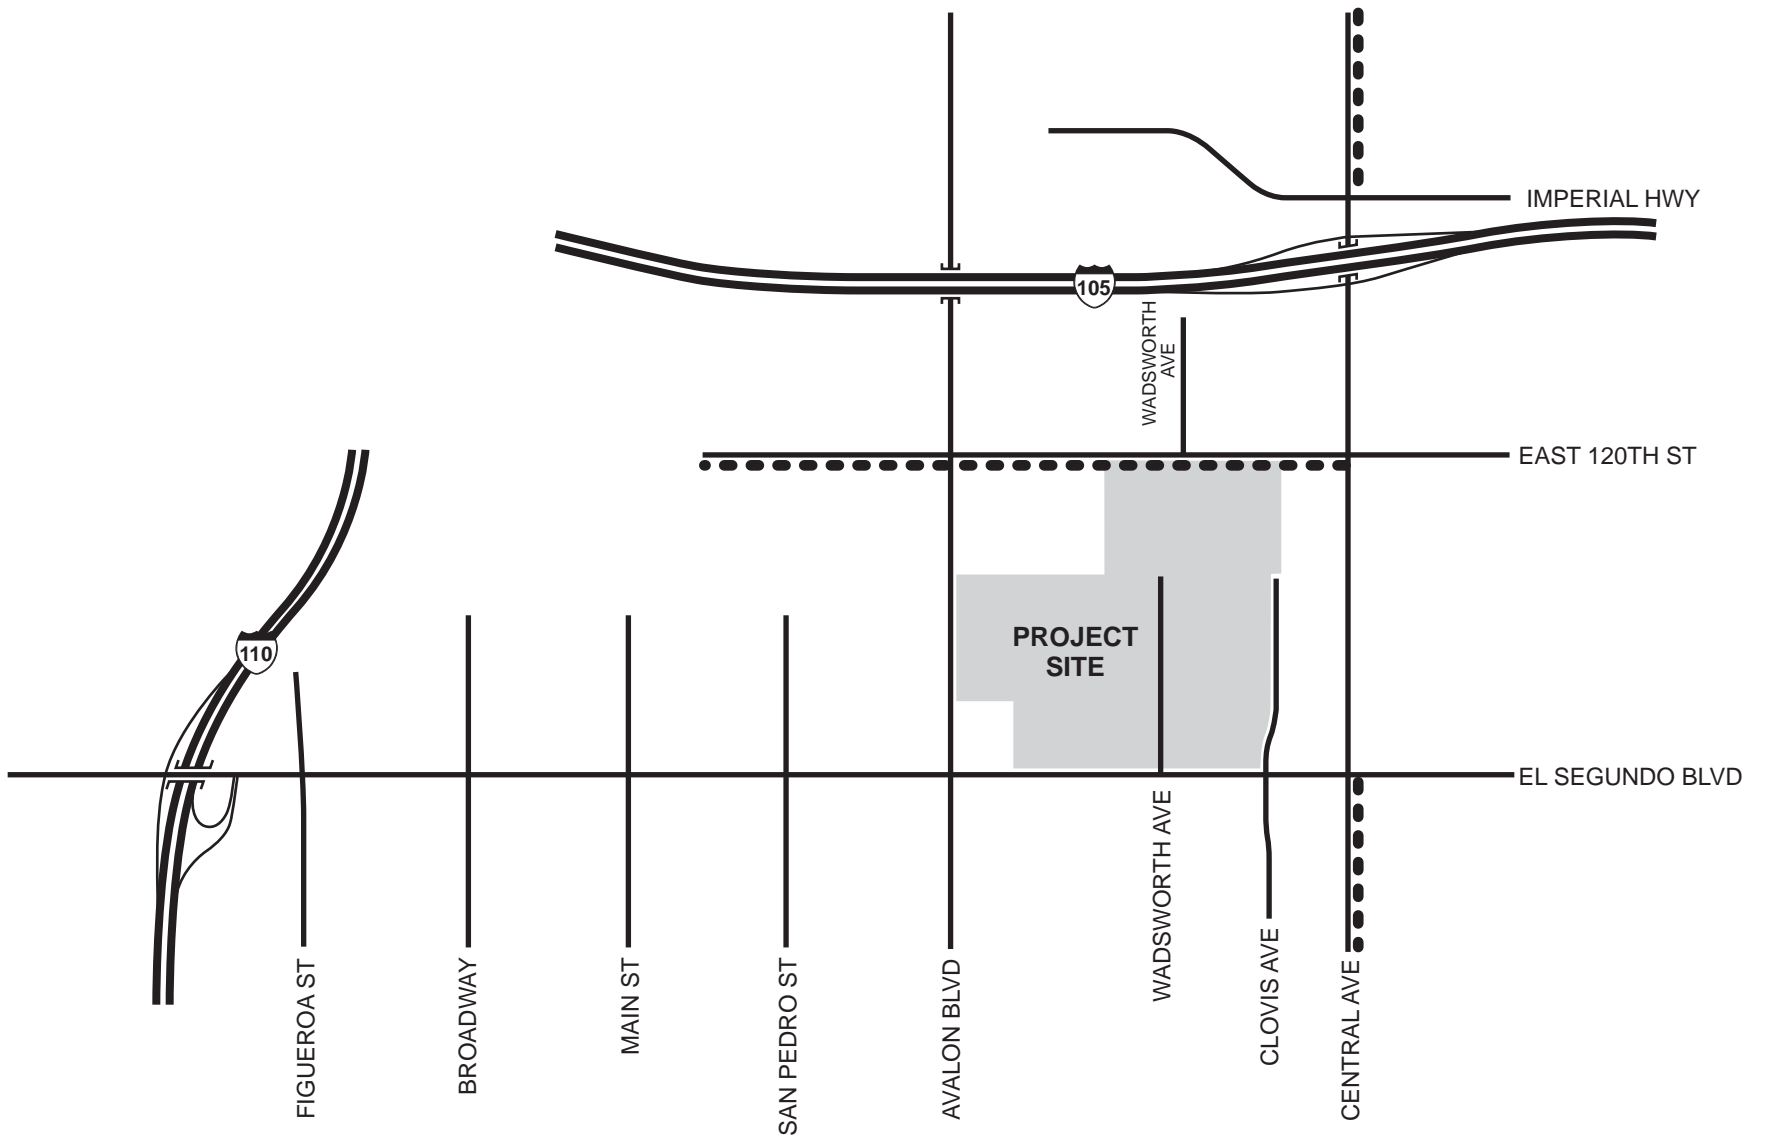 IMPERIAL HWY
105
WADSWORTH
AVE
EAST 120TH ST
PROJECT
SITE
110
EL SEGUNDO BLVD
FIGUEROA ST
BROADWAY
MAIN ST
SAN PEDRO ST
AVALON BLVD
WADSWORTH AVE
CLOVIS AVE
CENTRAL AVE